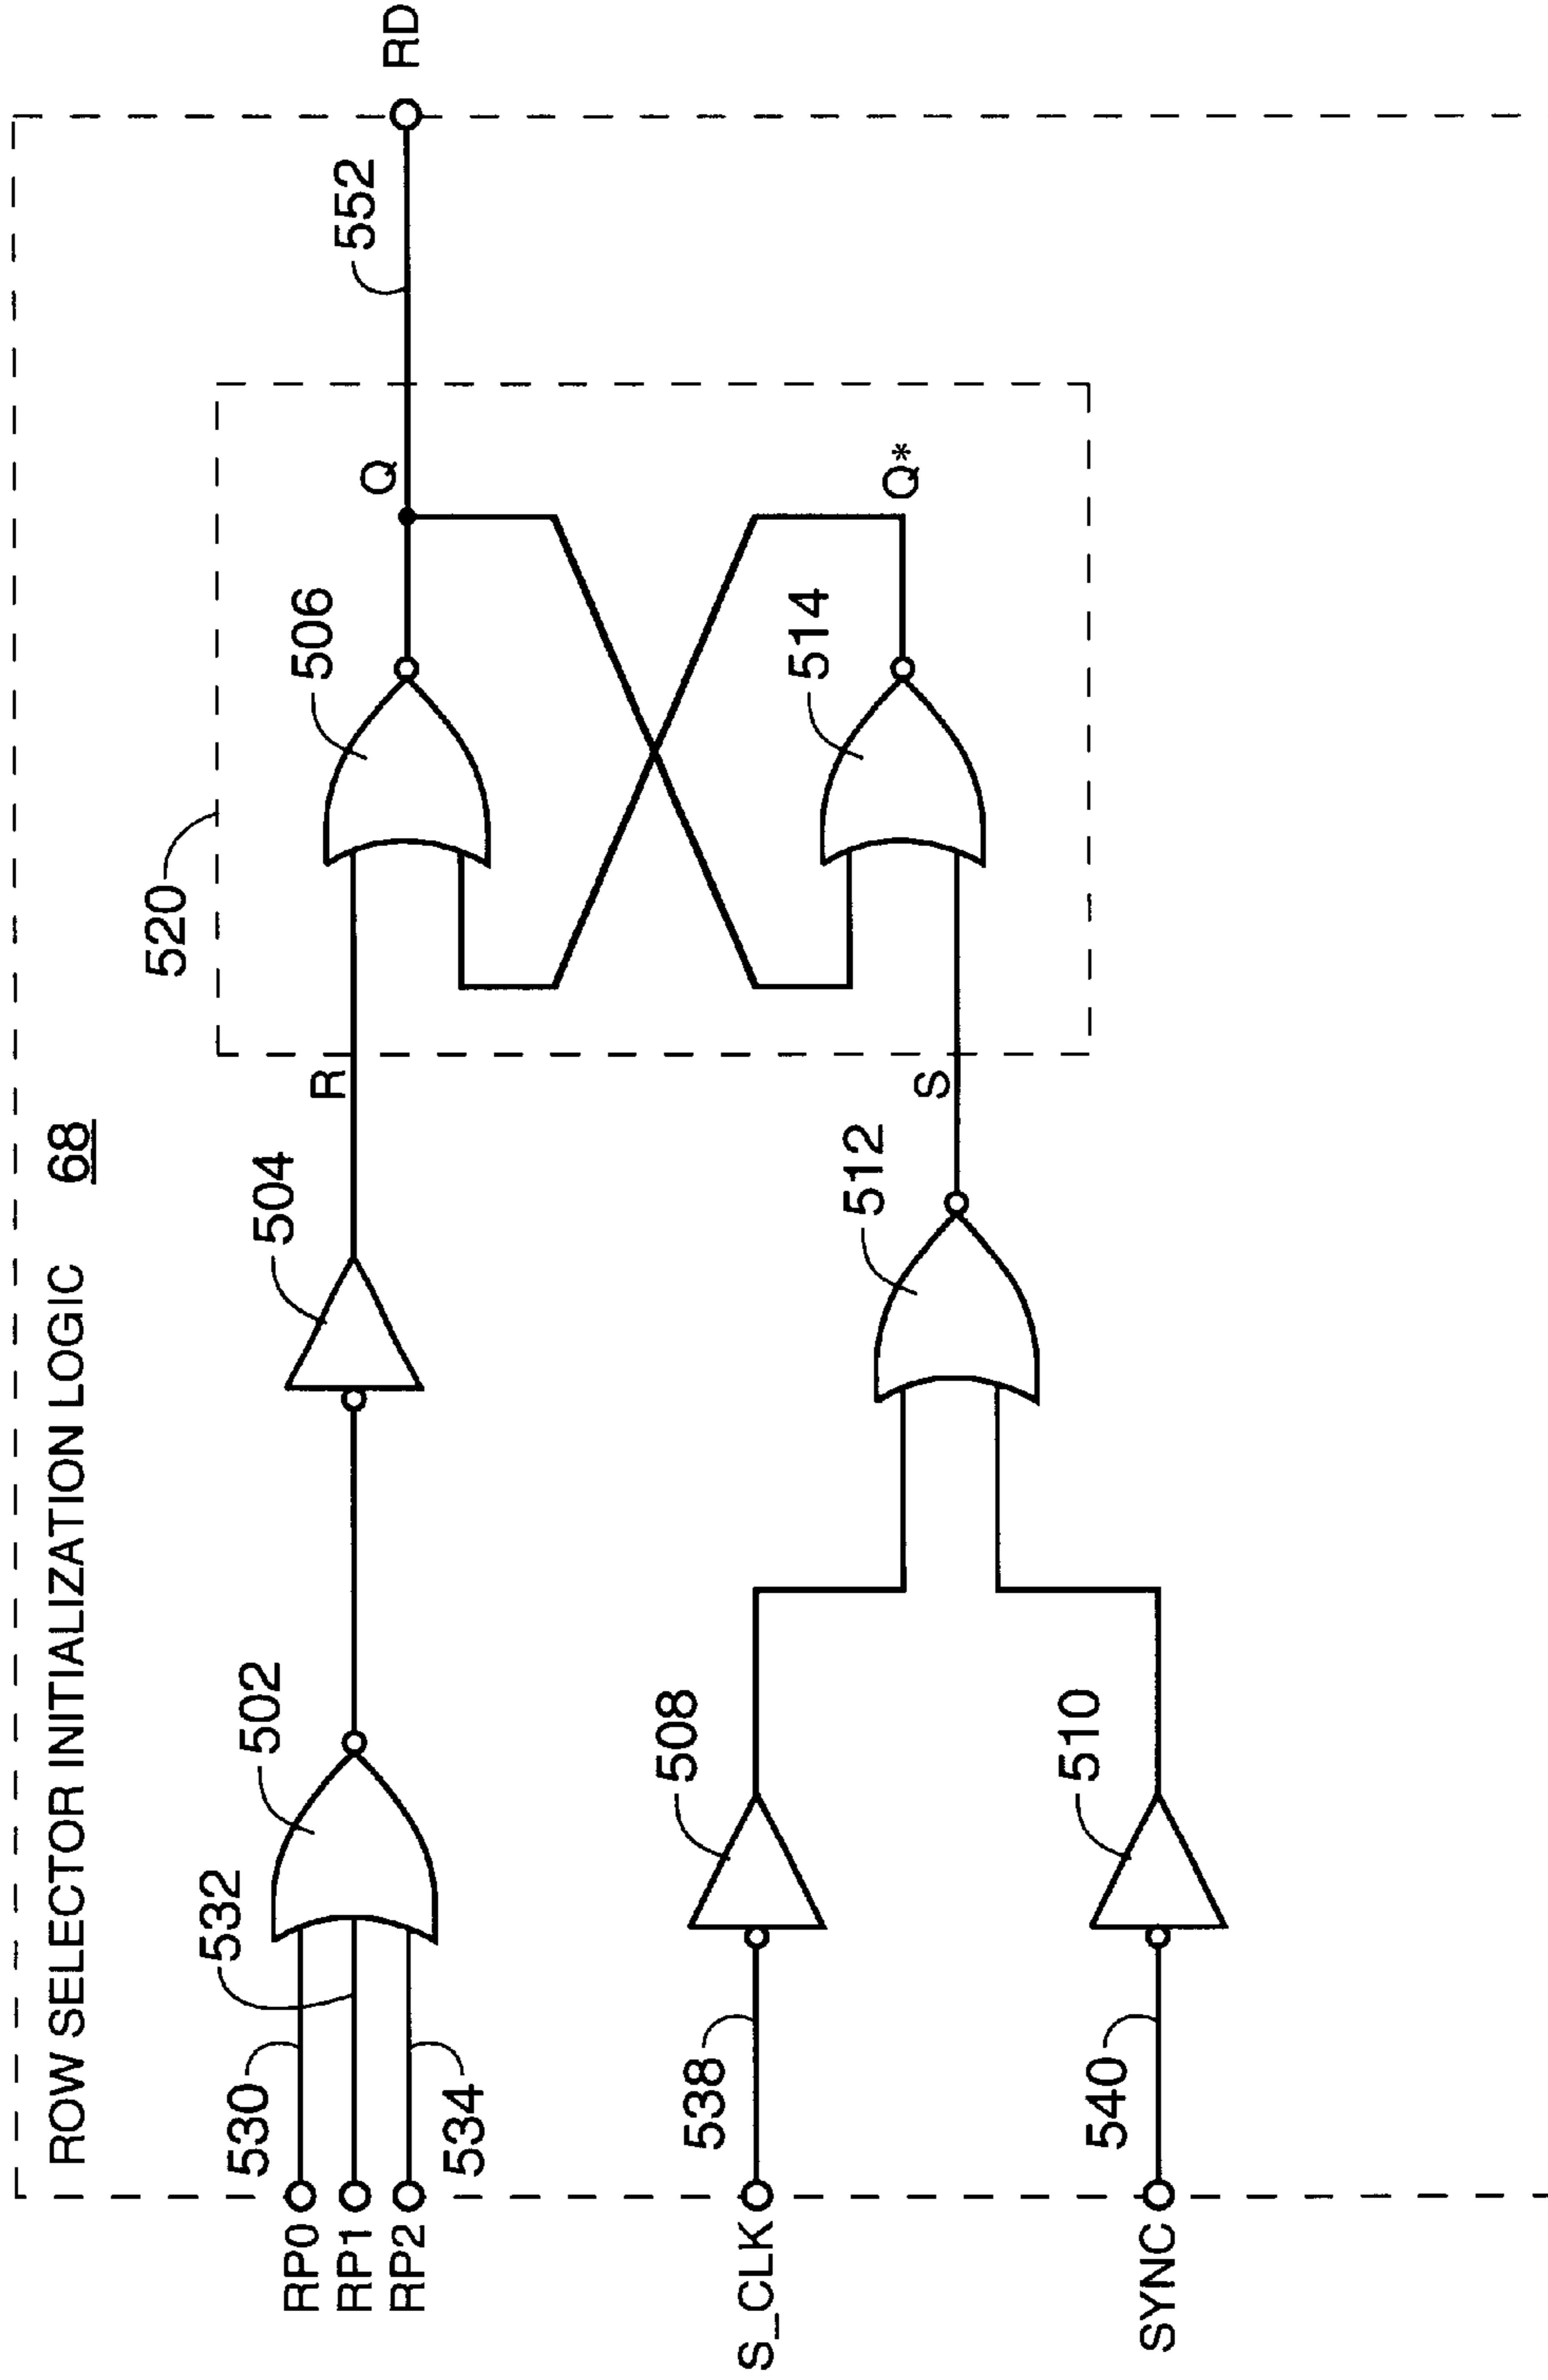 ROW SELECTOR INITIALIZATION LOGIC 68
520
552
RD
530
532
502
504
R
506
Q
RP0
RP1
RP2
534
538
508
512
S
514
Q*
S_CLK
540
510
SYNC